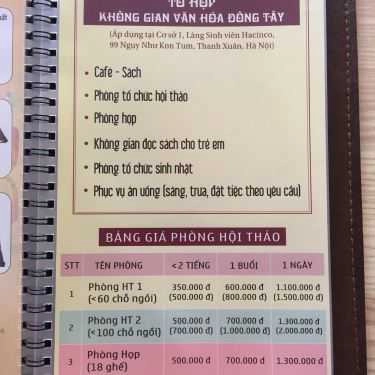 TỔ HỢP
KHÔNG GIAN VĂN HÓA ĐÔNG TÂY
(Áp dụng tại Cơ sở 1, Làng Sinh viên Hacinco,
99 Nguỵ Như Kon Tum, Thanh Xuân, Hà Nội)
• Café - Sách
• Phòng tổ chức hội thảo
• Phòng họp
• Không gian đọc sách cho trẻ em
• Phòng tổ chức sinh nhật
• Phục vụ ăn uống (sáng, trưa, đặt tiệc theo yêu cầu)
BẢNG GIÁ PHÒNG HỘI THẢO
STT TÊN PHÒNG <2 TIẾNG 1 BUỔI 1 NGÀY
1 Phòng HT 1 350.000 đ 600.000 đ 1.100.000 đ
(<60 chỗ ngồi) (500.000 đ) (800.000 đ) (1.500.000 đ)
2 Phòng HT 2 500.000 đ 700.000 đ 1.300.000 đ
(<100 chỗ ngồi) (700.000 đ) (1.000.000 đ) (2.000.000 đ)
3 Phòng Họp 500.000 đ 700.000 đ 1.300.000 đ
(18 ghế)